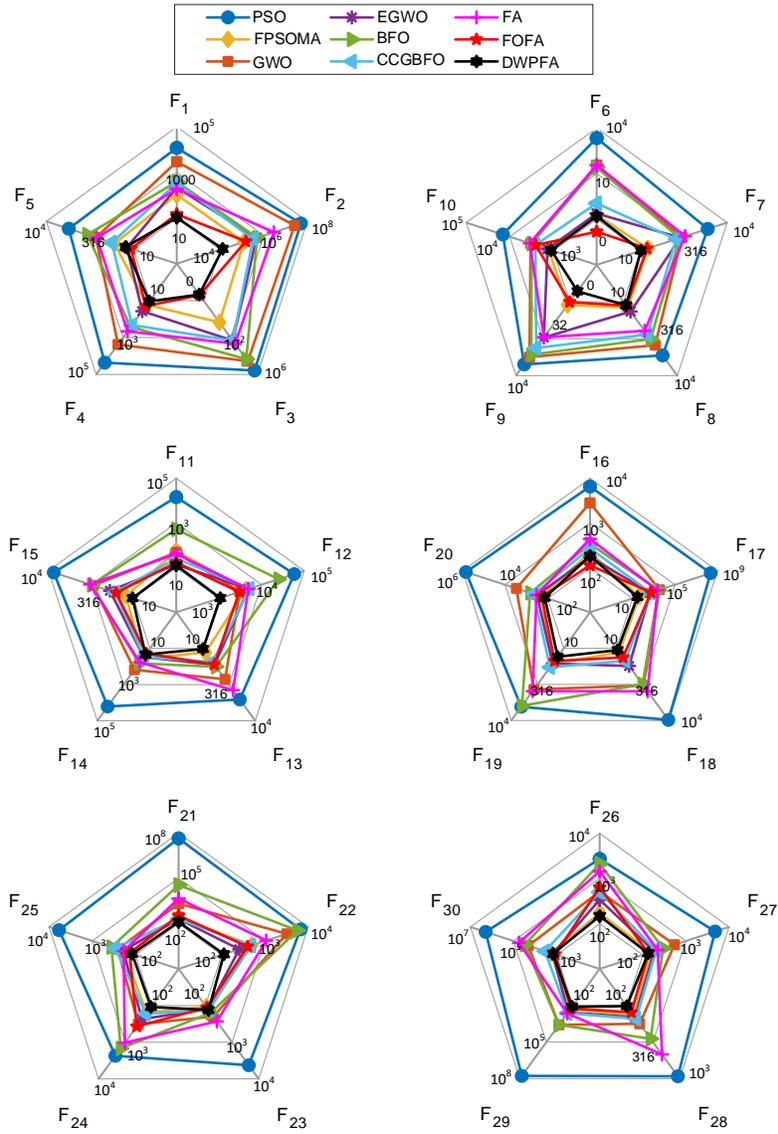 PSO EGWO FA
FPSOMA BFO FOFA
GWO CCGBFO DWPFA
F1
10^5
1000
10
F2
10^8
10^6
10^4
F5
10^4
316
10
0
10
10^2
10^3
10^5
10^6
F4
F3
F6
10^4
10
0
F7
10^4
316
10
F10
10^5
10^4
10^3
0
32
10^4
316
10^4
F9
F8
F11
10^5
10^3
10
F12
10^5
10^4
10^3
F15
10^4
316
10
10
10
10^3
316
10^5
10^4
F14
F13
F16
10^4
10^3
10^2
F17
10^9
10^5
10
F20
10^6
10^4
10^2
10
10
316
316
10^4
10^4
F19
F18
F21
10^8
10^5
10^2
F22
10^4
10^3
10^2
F25
10^4
10^3
10^2
10^2
10^2
10^3
10^3
10^4
10^4
F24
F23
F26
10^4
10^3
10^2
F27
10^4
10^3
10^2
F30
10^7
10^5
10^3
10^2
10^2
10^5
316
10^8
10^3
F29
F28